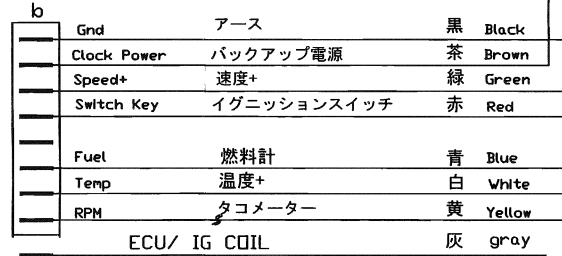 b
Gnd アース 黒 Black
Clock Power バックアップ電源 茶 Brown
Speed+ 速度+ 緑 Green
Switch Key イグニッションスイッチ 赤 Red
Fuel 燃料計 青 Blue
Temp 温度+ 白 White
RPM タコメーター 黄 Yellow
ECU/ IG COIL 灰 gray